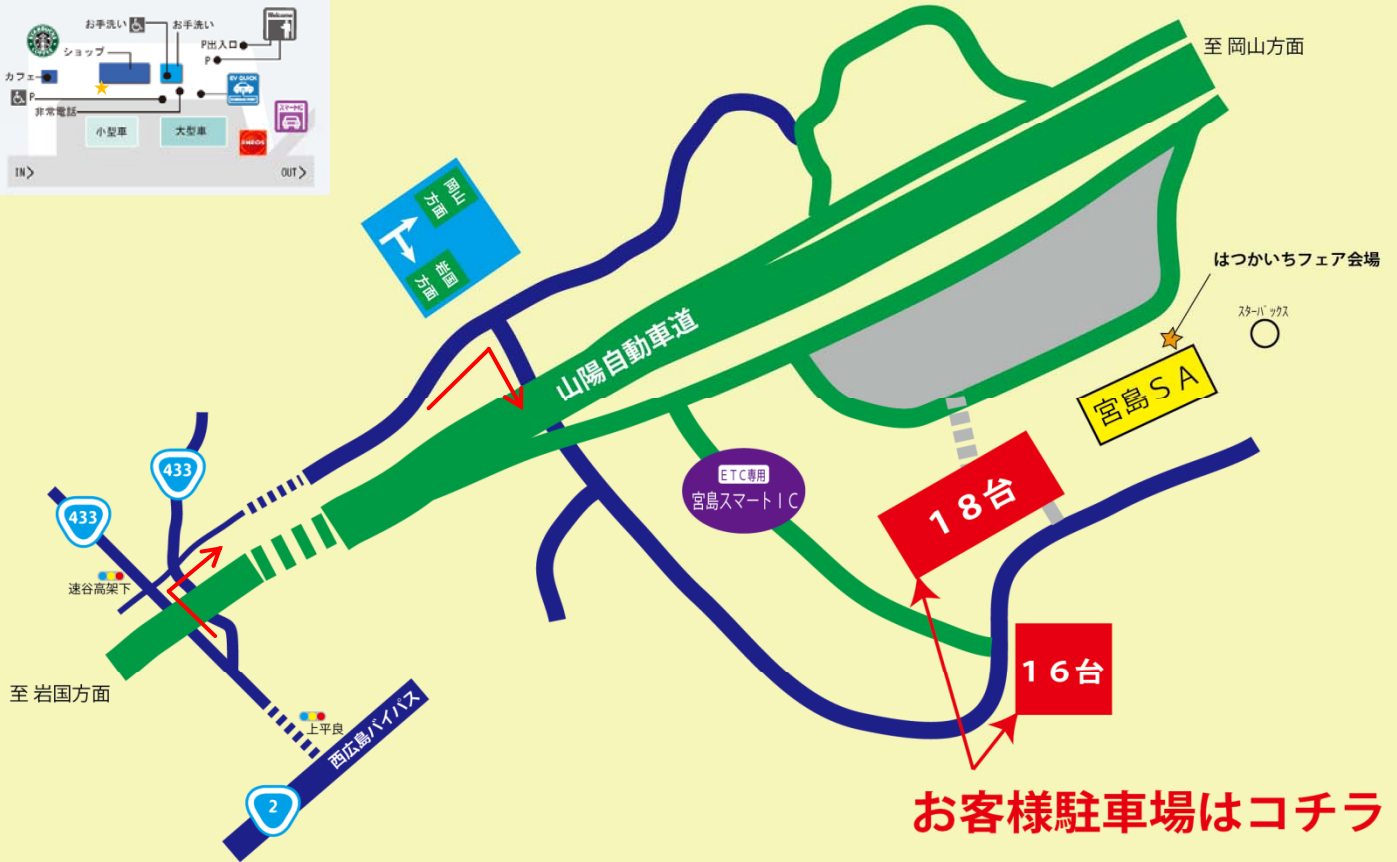 お手洗い
お手洗い
Welcome
P出入口
P
ショップ
カフェ
EV QUICK
P
非常電話
スマートIC
小型車
大型車
ENEOS
IN>
OUT>
至 岡山方面
岡山
方面
岩国
方面
はつかいちフェア会場
スターバックス
山陽自動車道
宮島SA
433
433
ETC専用
宮島スマートIC
18台
速谷高架下
16台
至 岩国方面
上平良
西広島バイパス
2
お客様駐車場はコチラ